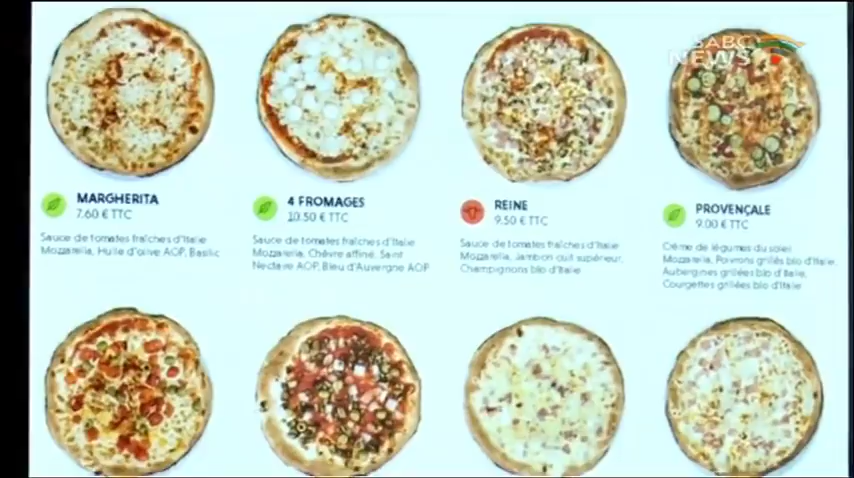 SABC
NEWS
MARGHERITA
7.60 € TTC
Sauce de tomates fraîches d'Italie
Mozzarella, Huile d'olive AOP, Basilic
4 FROMAGES
10.50 € TTC
Sauce de tomates fraîches d'Italie
Mozzarella, Chèvre affiné, Saint
Nectaire AOP, Bleu d'Auvergne AOP
REINE
9.50 € TTC
Sauce de tomates fraîches d'Italie
Mozzarella, Jambon cuit supérieur,
Champignons bio d'Italie
PROVENÇALE
9.00 € TTC
Crème de légumes du soleil
Mozzarella, Poivrons grillés bio d'Italie,
Aubergines grillées bio d'Italie,
Courgettes grillées bio d'Italie